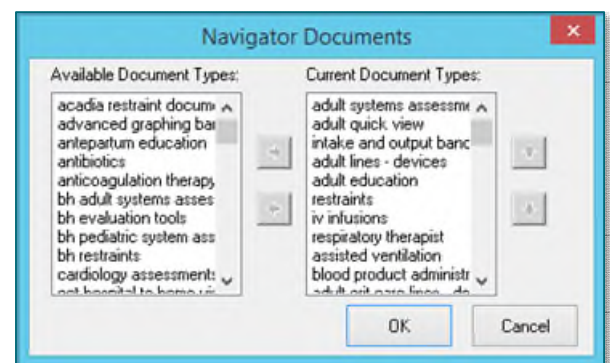 Navigator Documents
Available Document Types:
acadia restraint docum
advanced graphing bar
antepartum education
antibiotics
anticoagulation therapy
bh adult systems asses
bh evaluation tools
bh pediatric system ass
bh restraints
cardiology assessment:
Current Document Types:
adult systems assessme
adult quick view
intake and output banc
adult lines - devices
adult education
restraints
iv infusions
respiratory therapist
assisted ventilation
blood product administr
OK
Cancel